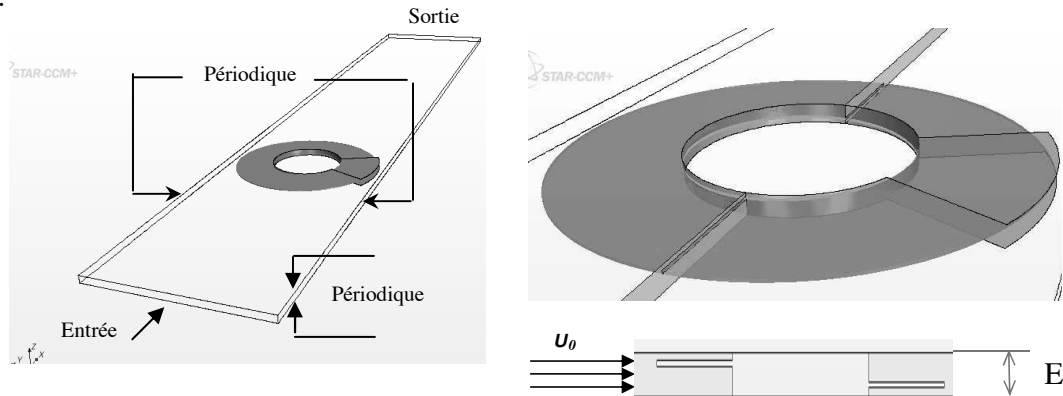 Sortie
STAR-CCM+
Périodique
Périodique
Entrée
Y
Z
X
STAR-CCM+
U₀
E